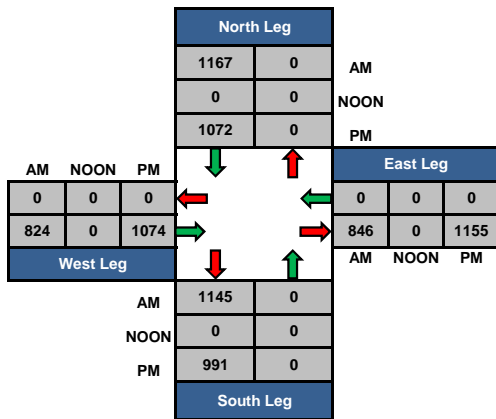 North Leg
1167 0 AM
0 0 NOON
1072 0 PM
AM NOON PM
East Leg
0 0 0
0 0 0
824 0 1074
846 0 1155
West Leg
AM NOON PM
AM 1145 0
NOON 0 0
PM 991 0
South Leg